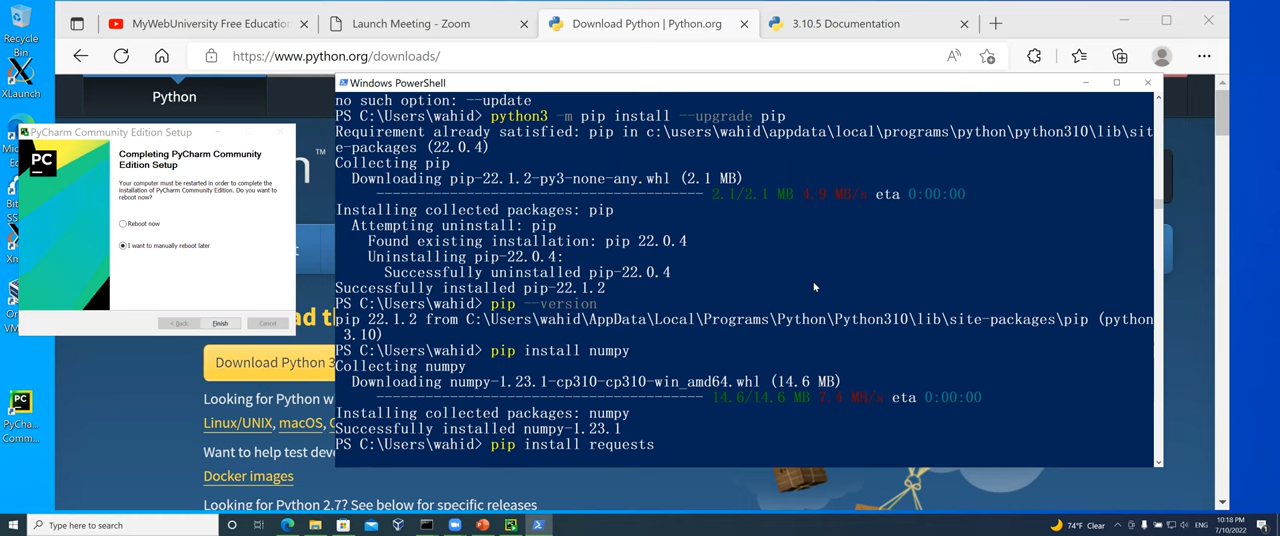 Recycle
Bin
XLaunch
PyCha...
Comm...
MyWebUniversity Free Education
Launch Meeting - Zoom
Download Python | Python.org
3.10.5 Documentation
https://www.python.org/downloads/
Python
PyCharm Community Edition Setup
PC
Completing PyCharm Community
Edition Setup
Your computer must be restarted in order to complete the
installation of PyCharm Community Edition. Do you want to
reboot now?
Reboot now
I want to manually reboot later
< Back
Finish
Cancel
Windows PowerShell
no such option: --update
PS C:\Users\wahid> python3 -m pip install --upgrade pip
Requirement already satisfied: pip in c:\users\wahid\appdata\local\programs\python\python310\lib\sit
e-packages (22.0.4)
Collecting pip
Downloading pip-22.1.2-py3-none-any.whl (2.1 MB)
---------------------------------------- 2.1/2.1 MB 4.9 MB/s eta 0:00:00
Installing collected packages: pip
Attempting uninstall: pip
Found existing installation: pip 22.0.4
Uninstalling pip-22.0.4:
Successfully uninstalled pip-22.0.4
Successfully installed pip-22.1.2
PS C:\Users\wahid> pip --version
pip 22.1.2 from C:\Users\wahid\AppData\Local\Programs\Python\Python310\lib\site-packages\pip (python
3.10)
PS C:\Users\wahid> pip install numpy
Collecting numpy
Downloading numpy-1.23.1-cp310-cp310-win_amd64.whl (14.6 MB)
---------------------------------------- 14.6/14.6 MB 7.4 MB/s eta 0:00:00
Installing collected packages: numpy
Successfully installed numpy-1.23.1
PS C:\Users\wahid> pip install requests
Download Python 3
Looking for Python w
Linux/UNIX, macOS, O
Want to help test deve
Docker images
Looking for Python 2.7? See below for specific releases
Type here to search
74°F Clear
ENG
10:18 PM
7/10/2022